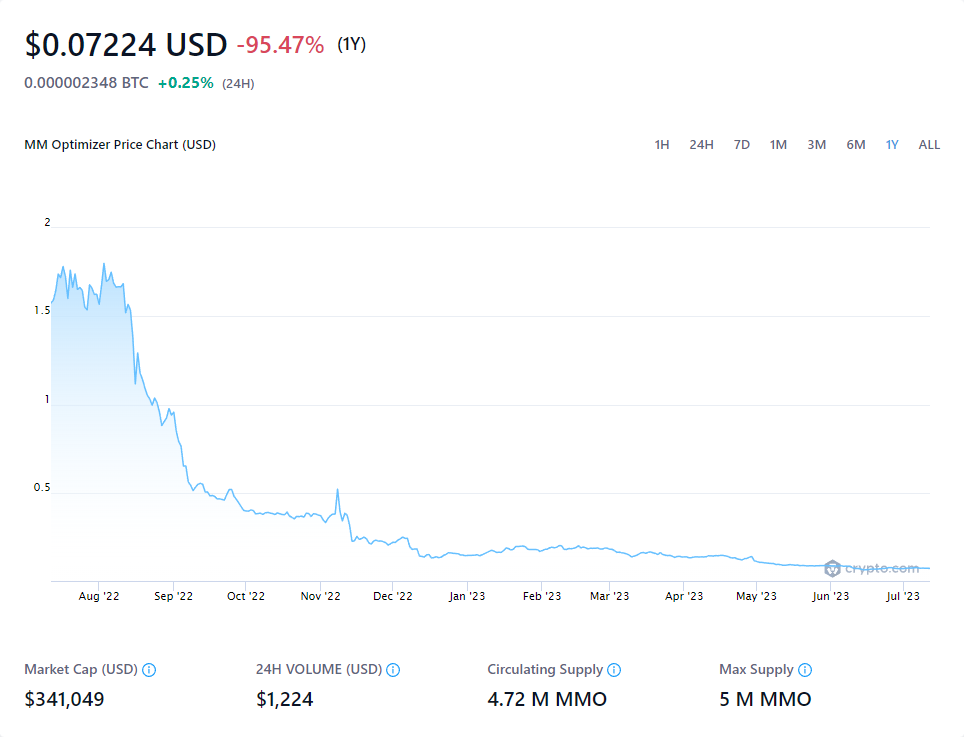 $0.07224 USD -95.47% (1Y)
0.000002348 BTC +0.25% (24H)
MM Optimizer Price Chart (USD) 1H 24H 7D 1M 3M 6M 1Y ALL
2
1.5
1
0.5
crypto.com
Aug '22 Sep '22 Oct '22 Nov '22 Dec '22 Jan '23 Feb '23 Mar '23 Apr '23 May '23 Jun '23 Jul '23
Market Cap (USD) 24H VOLUME (USD) Circulating Supply Max Supply
$341,049 $1,224 4.72 M MMO 5 M MMO